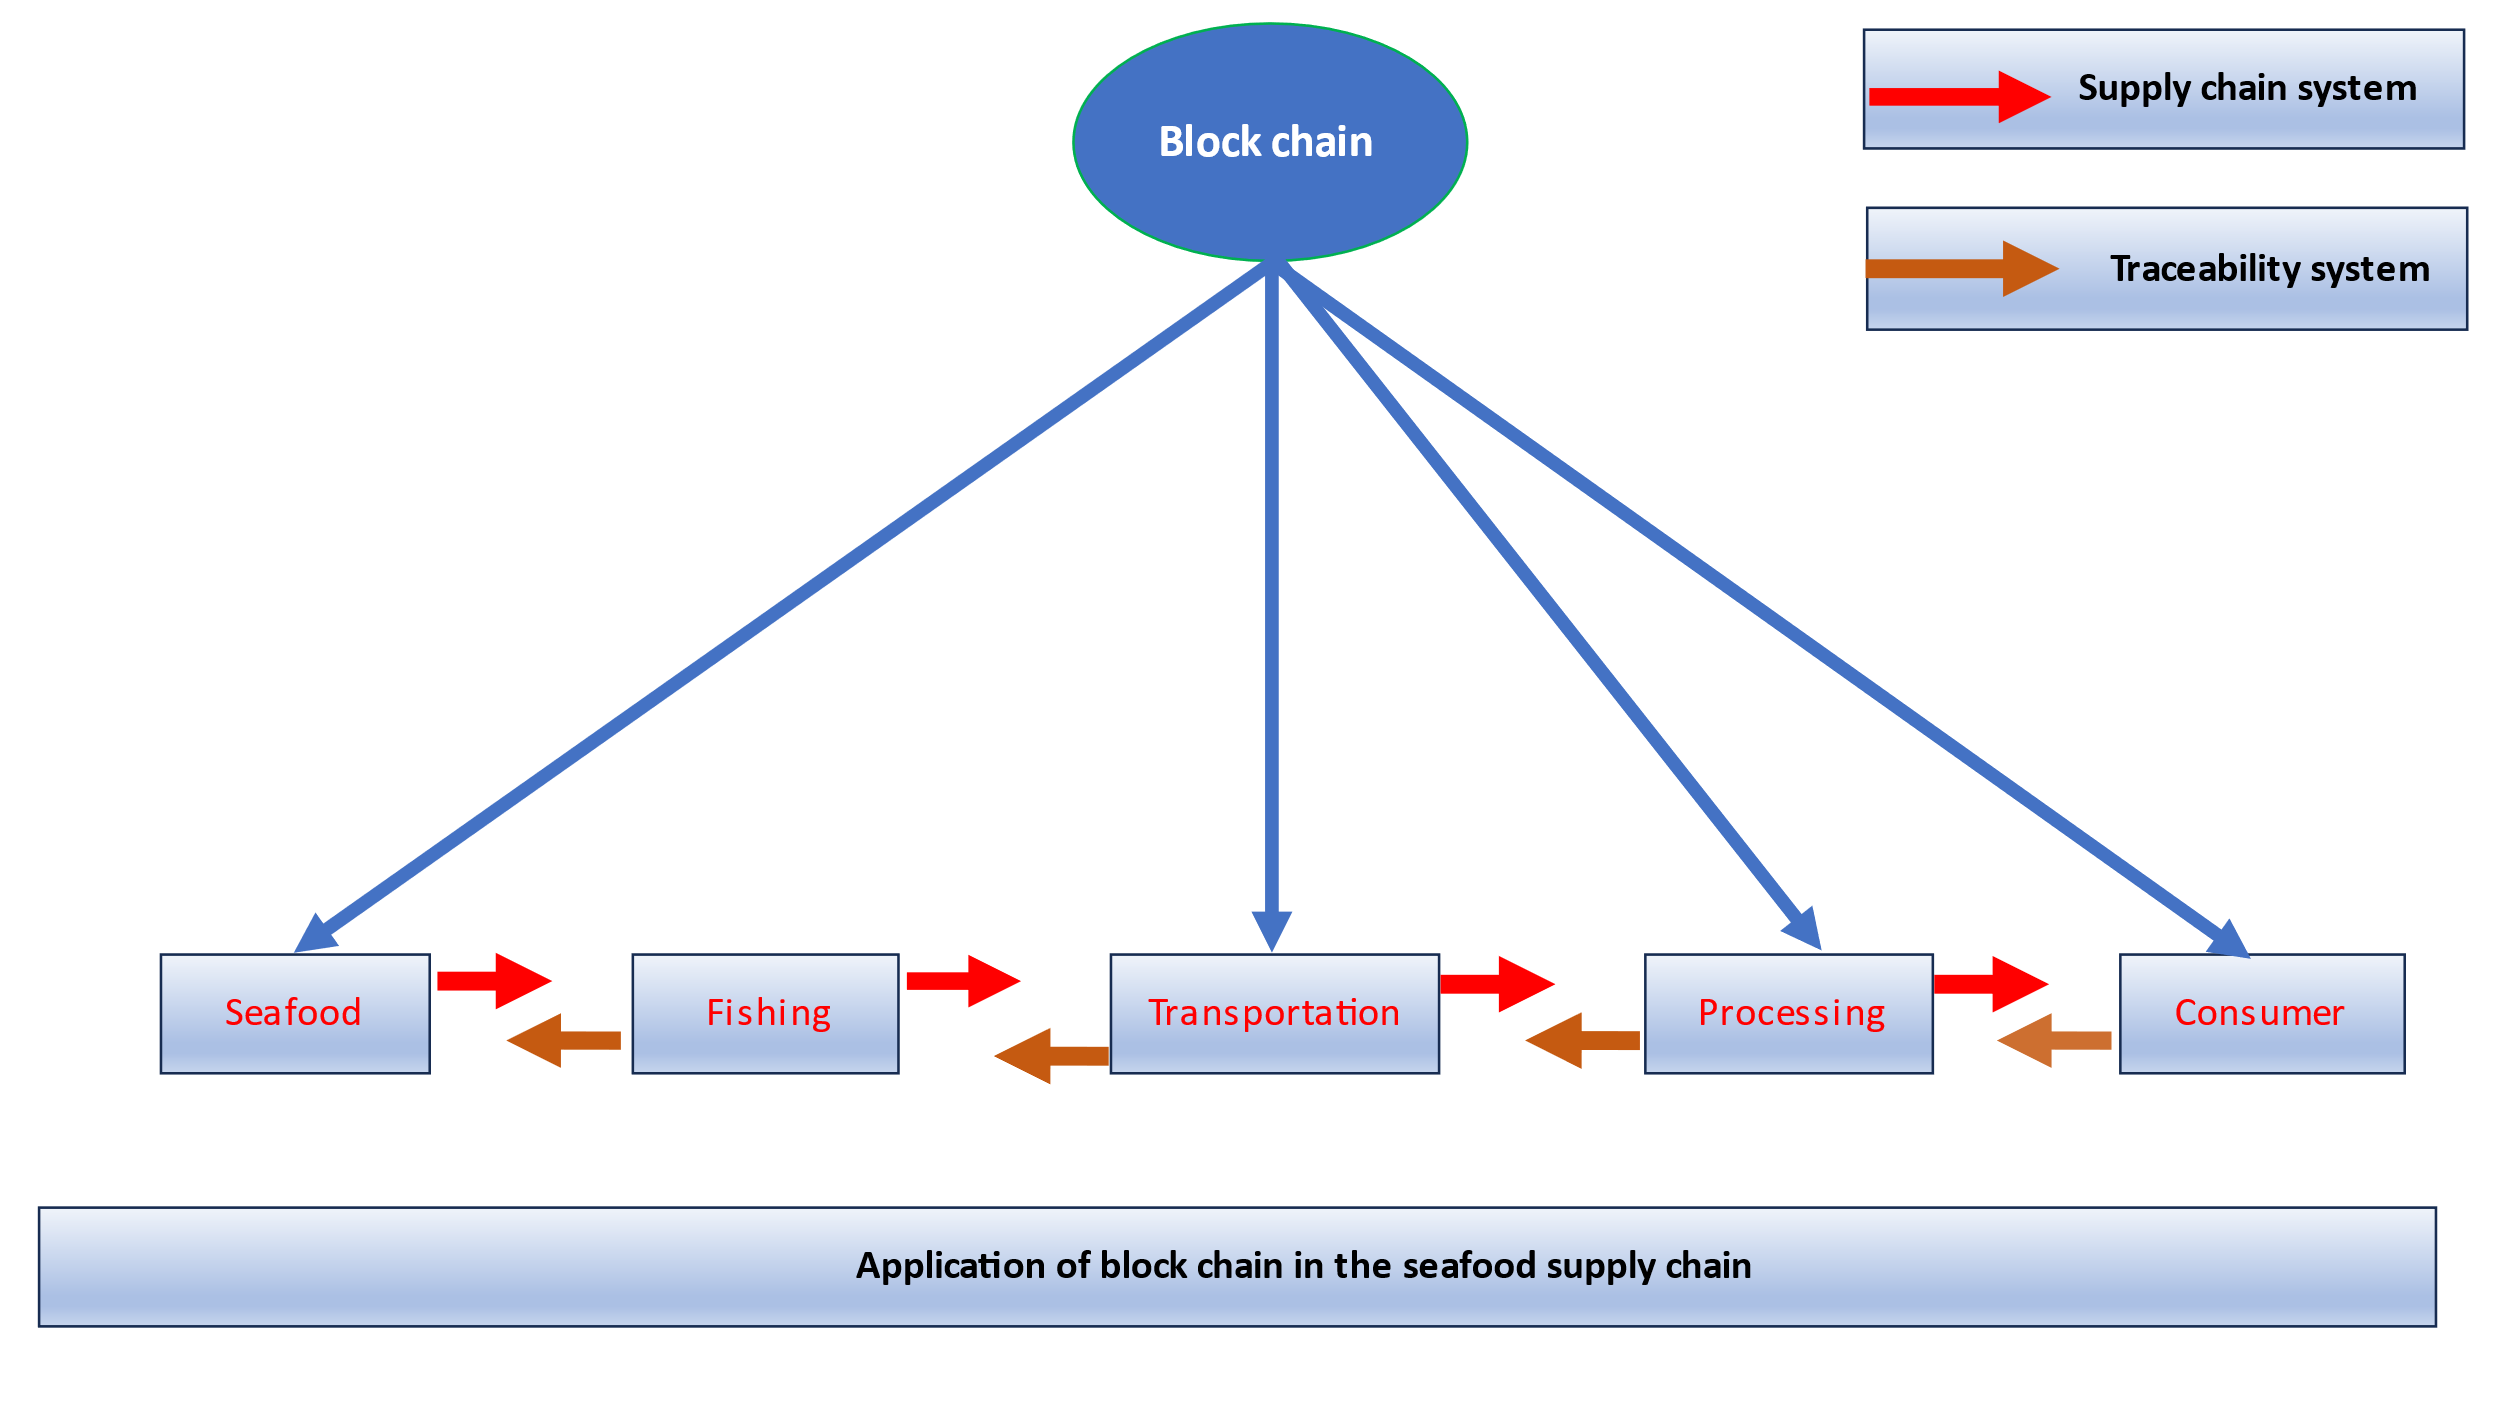 Block chain
Supply chain system
Traceability system
Seafood
Fishing
Transportation
Processing
Consumer
Application of block chain in the seafood supply chain